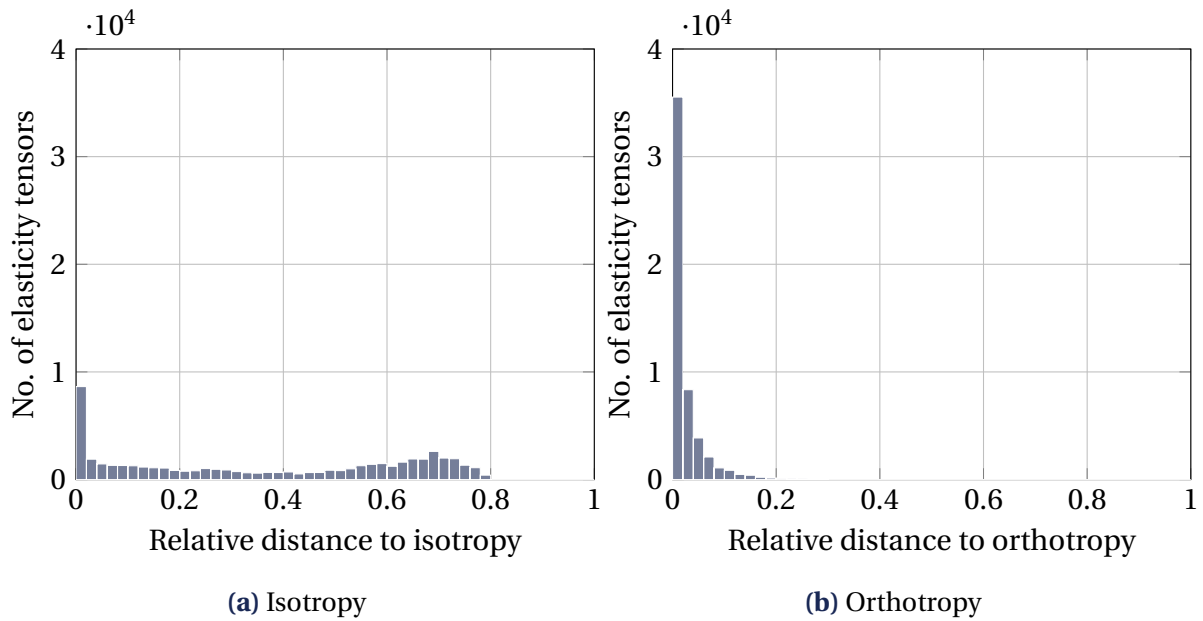 ·10⁴
4
3
2
1
0
No. of elasticity tensors
0 0.2 0.4 0.6 0.8 1
Relative distance to isotropy
(a) Isotropy
·10⁴
4
3
2
1
0
No. of elasticity tensors
0 0.2 0.4 0.6 0.8 1
Relative distance to orthotropy
(b) Orthotropy